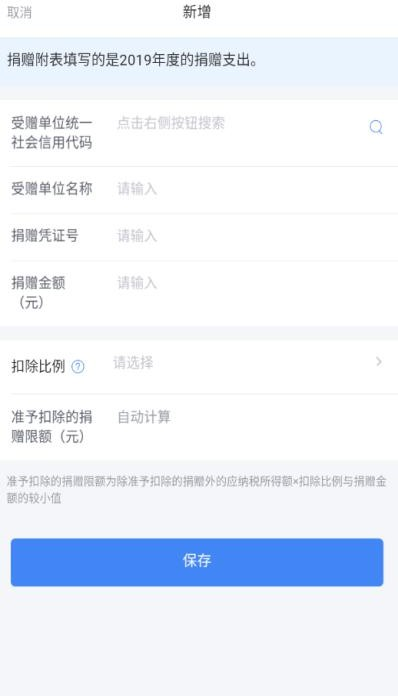 取消 新增
捐赠附表填写的是2019年度的捐赠支出。
受赠单位统一 点击右侧按钮搜索
社会信用代码
受赠单位名称 请输入
捐赠凭证号 请输入
捐赠金额 请输入
（元）
扣除比例 ? 请选择
准予扣除的捐 自动计算
赠限额（元）
准予扣除的捐赠限额为除准予扣除的捐赠外的应纳税所得额×扣除比例与捐赠金
额的较小值
保存